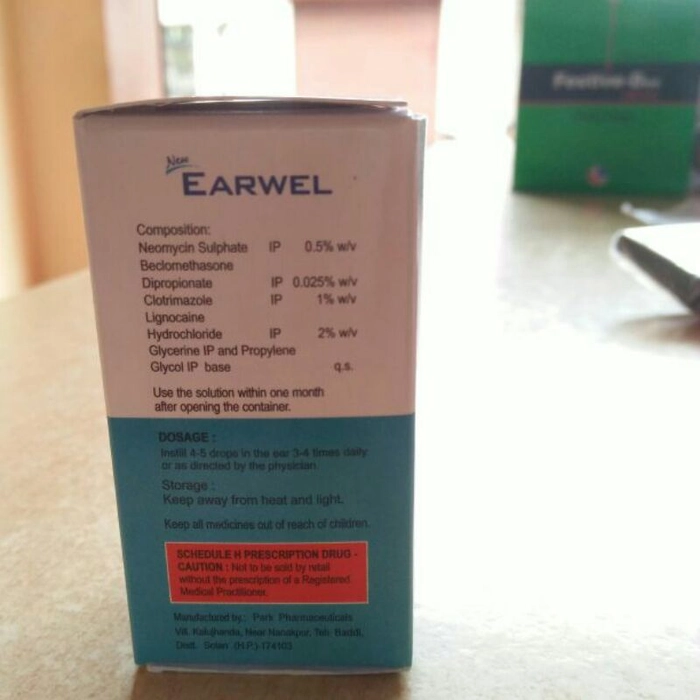 New
EARWEL
Composition:
Neomycin Sulphate IP 0.5% w/v
Beclomethasone
Dipropionate IP 0.025% w/v
Clotrimazole IP 1% w/v
Lignocaine
Hydrochloride IP 2% w/v
Glycerine IP and Propylene
Glycol IP base q.s.
Use the solution within one month
after opening the container.
DOSAGE :
Instill 4-5 drops in the ear 3-4 times daily
or as directed by the physician.
Storage :
Keep away from heat and light.
Keep all medicines out of reach of children.
SCHEDULE H PRESCRIPTION DRUG -
CAUTION : Not to be sold by retail
without the prescription of a Registered
Medical Practitioner.
Manufactured by : Park Pharmaceuticals
Vill. Kalujhanda, Near Nanakpur, Teh. Baddi,
Distt. Solan (H.P.)-174103